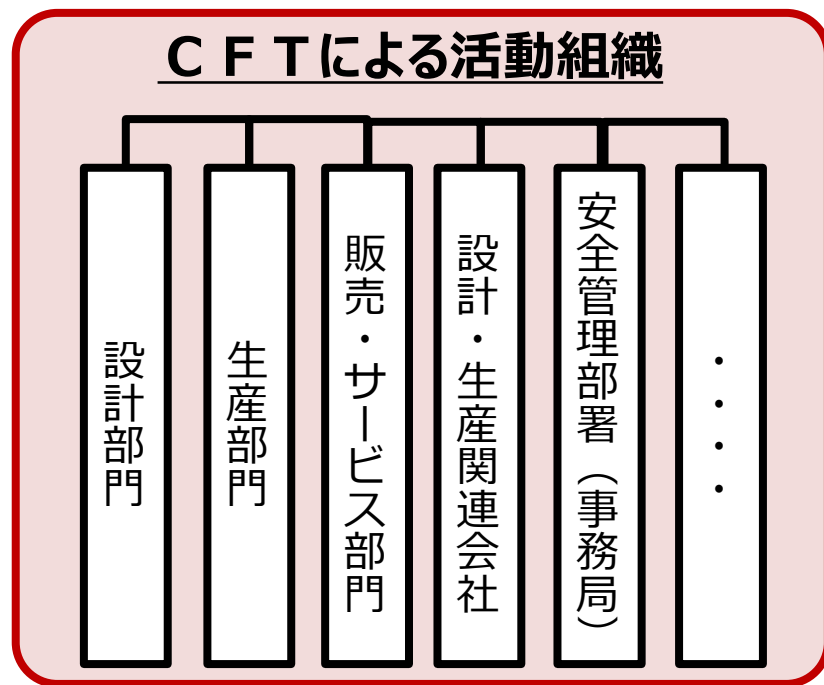 ＣＦＴによる活動組織
設計部門
生産部門
販売・サービス部門
設計・生産関連会社
安全管理部署（事務局）
・・・・